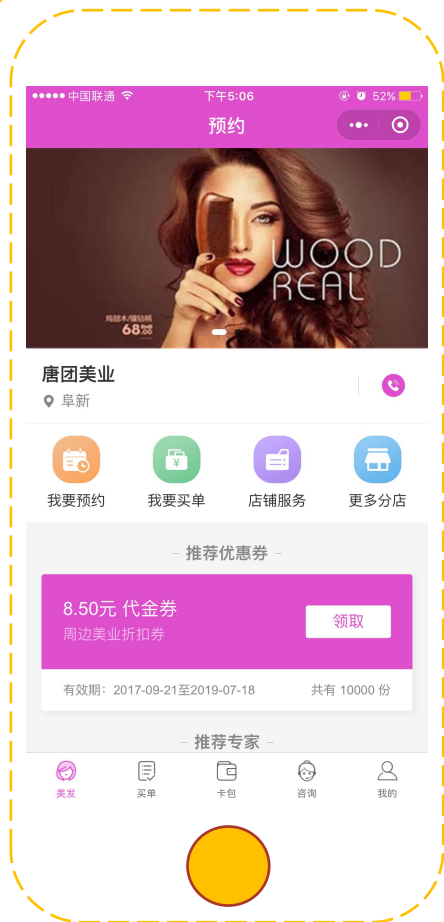 中国联通
下午5:06
52%
预约
WOOD
REAL
68
唐团美业
阜新
我要预约 我要买单 店铺服务 更多分店
推荐优惠券
8.50元 代金券
周边美业折扣券
领取
有效期：2017-09-21至2019-07-18 共有 10000 份
推荐专家
美发 买单 卡包 咨询 我的